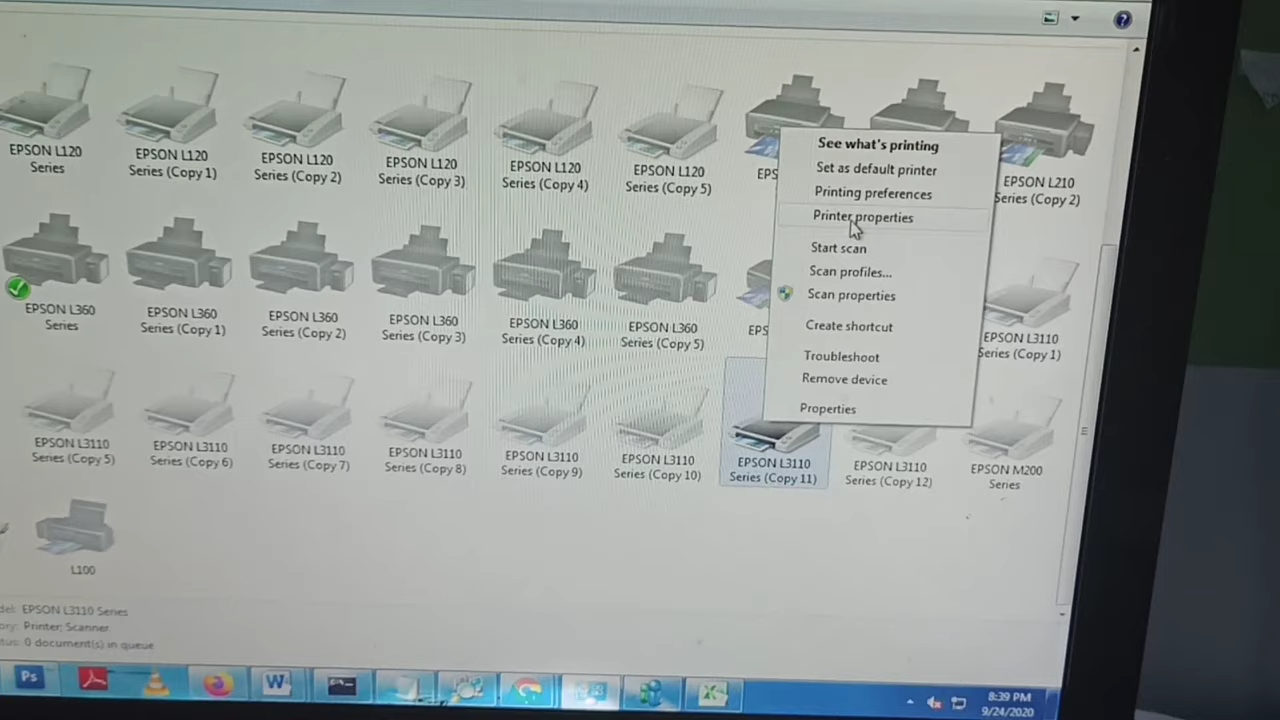 EPSON L120
Series
EPSON L120
Series (Copy 1)
EPSON L120
Series (Copy 2)
EPSON L120
Series (Copy 3)
EPSON L120
Series (Copy 4)
EPSON L120
Series (Copy 5)
EPS
EPSON L210
Series (Copy 2)
See what's printing
Set as default printer
Printing preferences
Printer properties
Start scan
Scan profiles...
Scan properties
Create shortcut
Troubleshoot
Remove device
Properties
EPSON L360
Series
EPSON L360
Series (Copy 1)
EPSON L360
Series (Copy 2)
EPSON L360
Series (Copy 3)
EPSON L360
Series (Copy 4)
EPSON L360
Series (Copy 5)
EPS
EPSON L3110
Series (Copy 1)
EPSON L3110
Series (Copy 5)
EPSON L3110
Series (Copy 6)
EPSON L3110
Series (Copy 7)
EPSON L3110
Series (Copy 8)
EPSON L3110
Series (Copy 9)
EPSON L3110
Series (Copy 10)
EPSON L3110
Series (Copy 11)
EPSON L3110
Series (Copy 12)
EPSON M200
Series
L100
del: EPSON L3110 Series
ory: Printer; Scanner
tus: 0 document(s) in queue
Ps
W
8:39 PM
9/24/2020